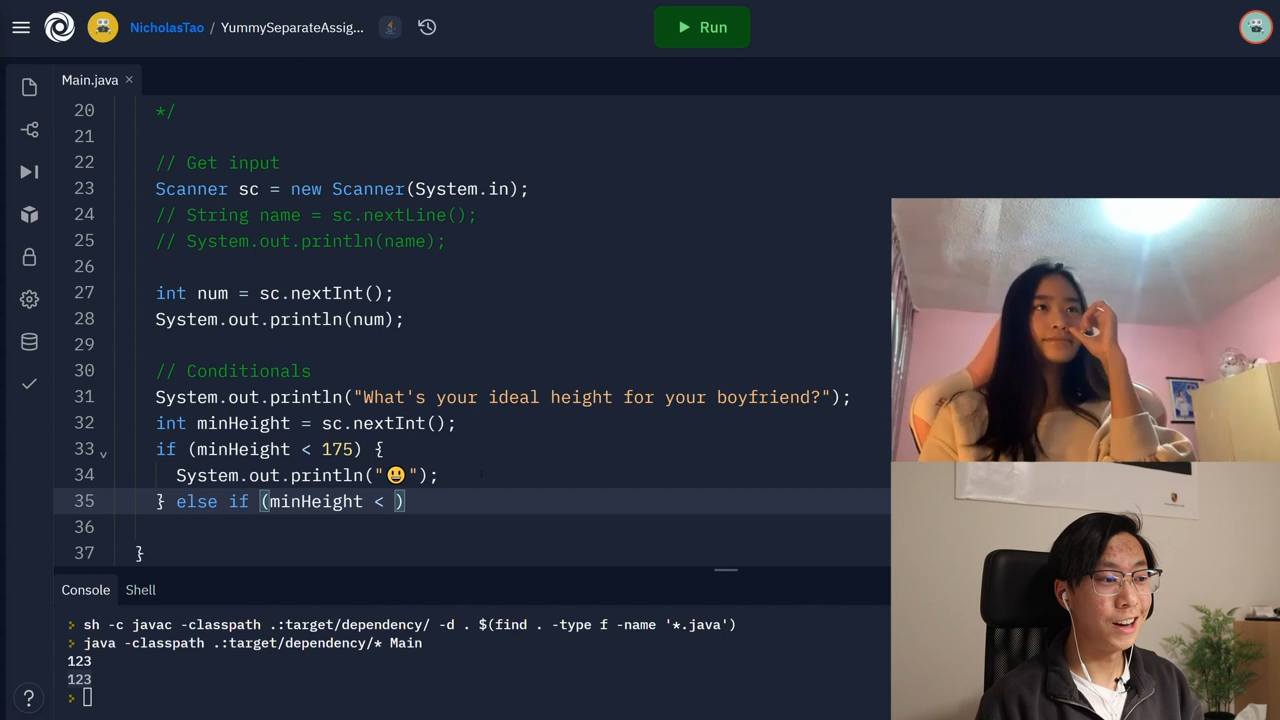 NicholasTao / YummySeparateAssig...
Run
Main.java ×
20 */
21
22 // Get input
23 Scanner sc = new Scanner(System.in);
24 // String name = sc.nextLine();
25 // System.out.println(name);
26
27 int num = sc.nextInt();
28 System.out.println(num);
29
30 // Conditionals
31 System.out.println("What's your ideal height for your boyfriend?");
32 int minHeight = sc.nextInt();
33 if (minHeight < 175) {
34 System.out.println("😃");
35 } else if (minHeight < )
36
37 }
Console Shell
sh -c javac -classpath .:target/dependency/ -d . $(find . -type f -name '*.java')
java -classpath .:target/dependency/* Main
123
123
?